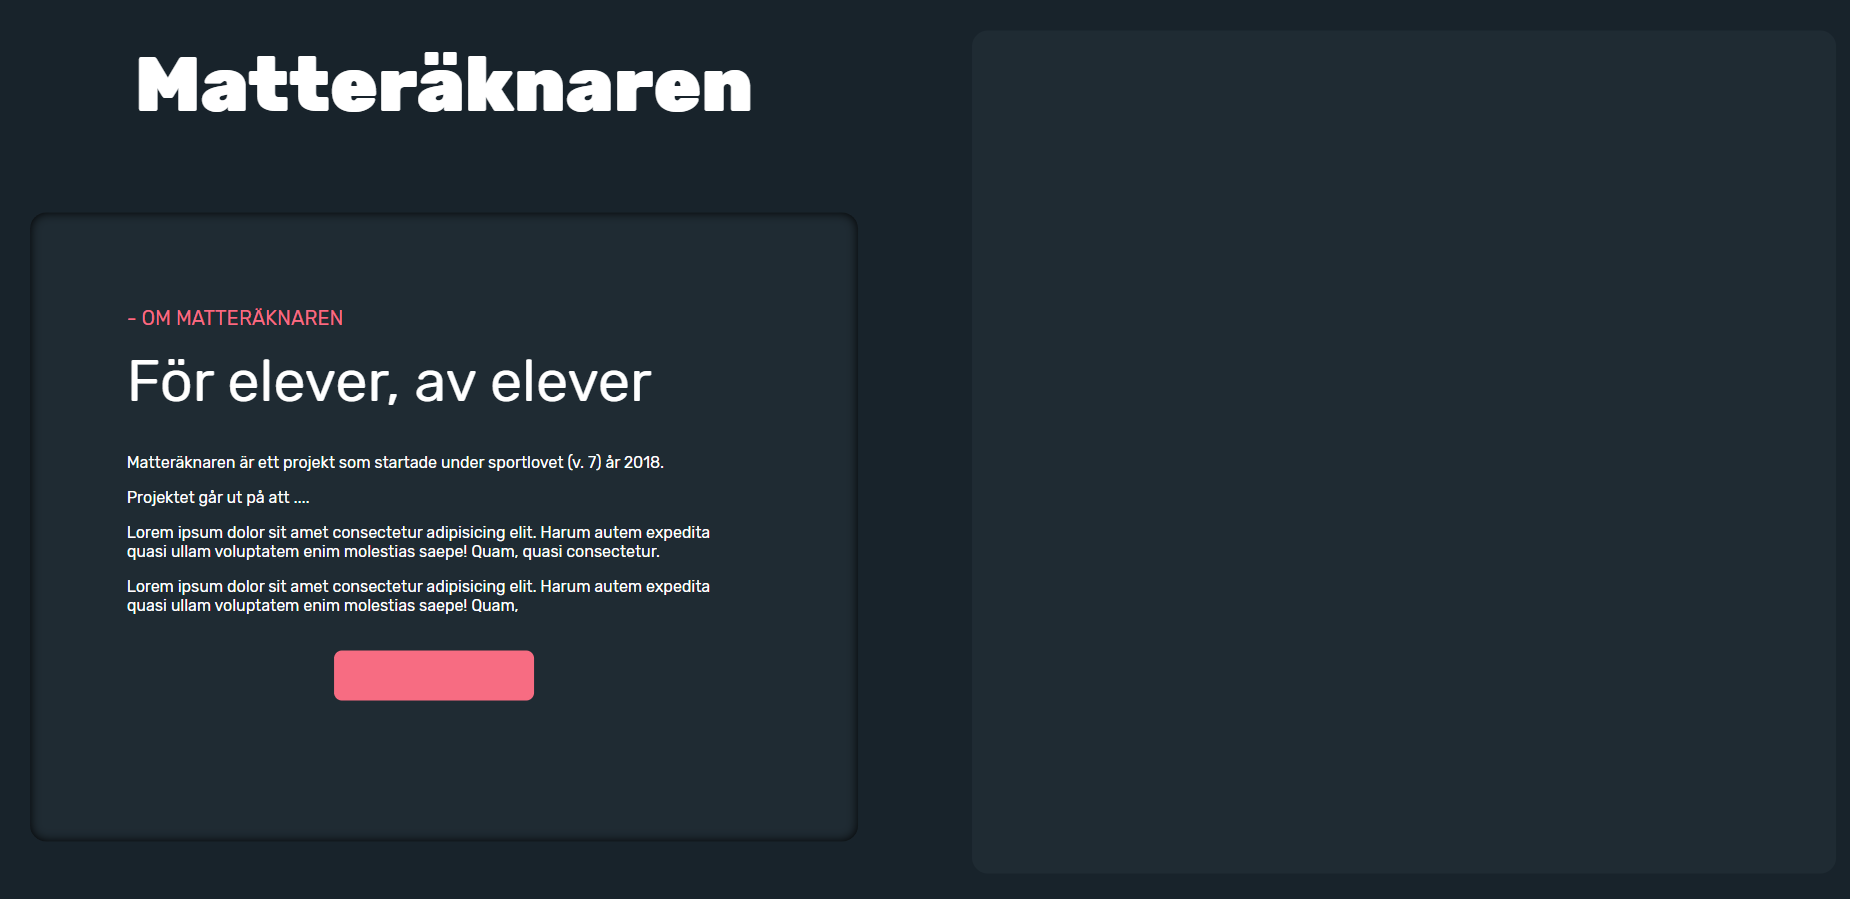 Matteräknaren
- OM MATTERÄKNAREN
För elever, av elever
Matteräknaren är ett projekt som startade under sportlovet (v. 7) år 2018.
Projektet går ut på att ....
Lorem ipsum dolor sit amet consectetur adipisicing elit. Harum autem expedita
quasi ullam voluptatem enim molestias saepe! Quam, quasi consectetur.
Lorem ipsum dolor sit amet consectetur adipisicing elit. Harum autem expedita
quasi ullam voluptatem enim molestias saepe! Quam,